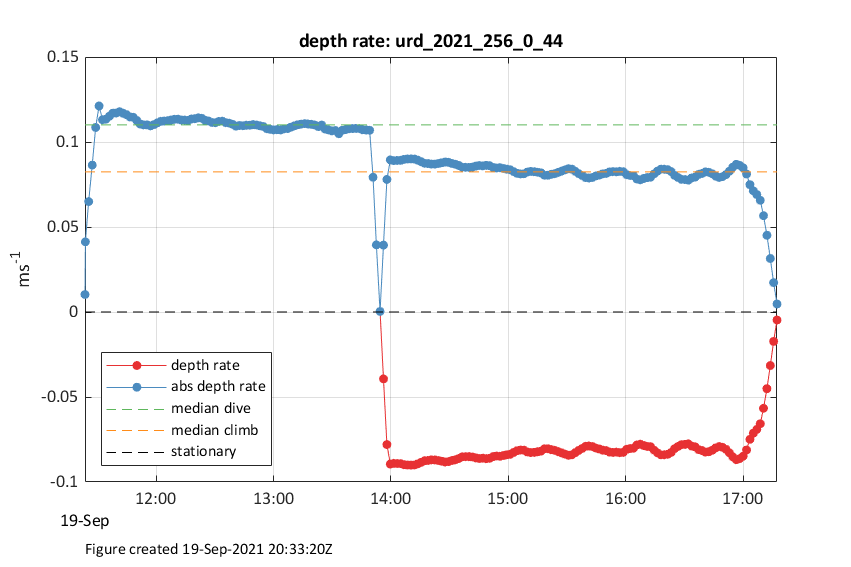 depth rate: urd_2021_256_0_44
0.15
0.1
0.05
0
-0.05
-0.1
ms-1
depth rate
abs depth rate
median dive
median climb
stationary
12:00 13:00 14:00 15:00 16:00 17:00
19-Sep
Figure created 19-Sep-2021 20:33:20Z